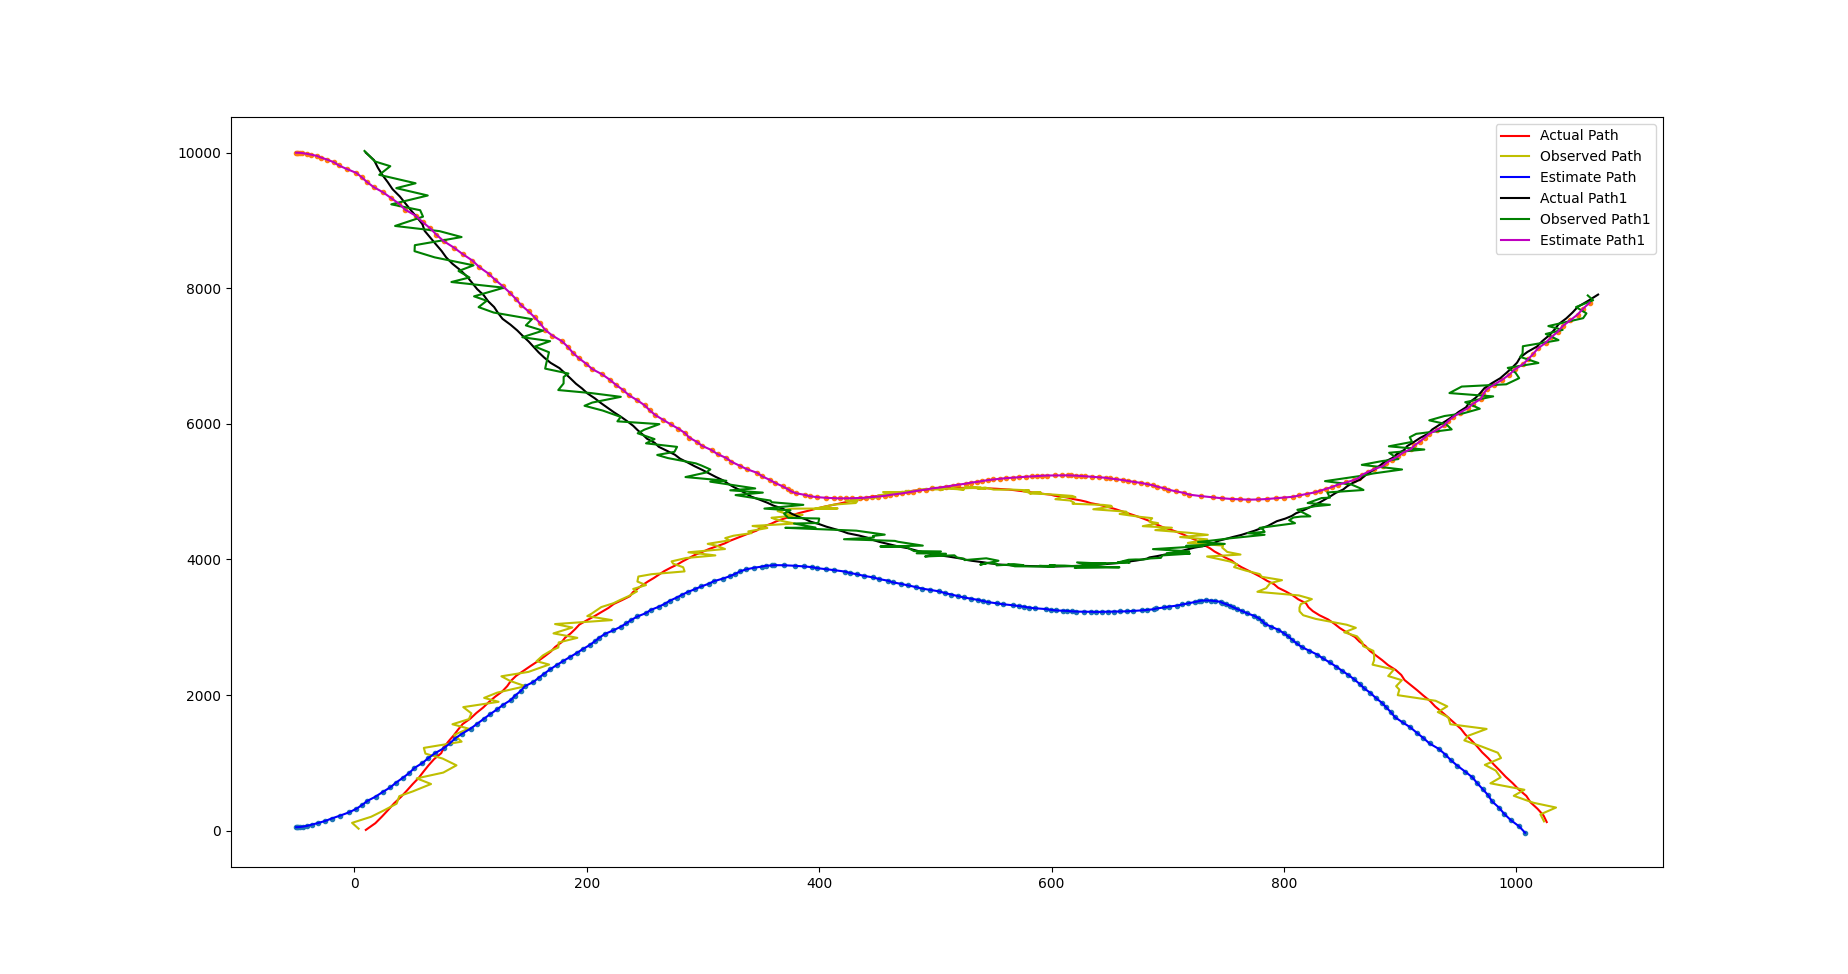 Actual Path
Observed Path
Estimate Path
Actual Path1
Observed Path1
Estimate Path1
10000
8000
6000
4000
2000
0
0 200 400 600 800 1000